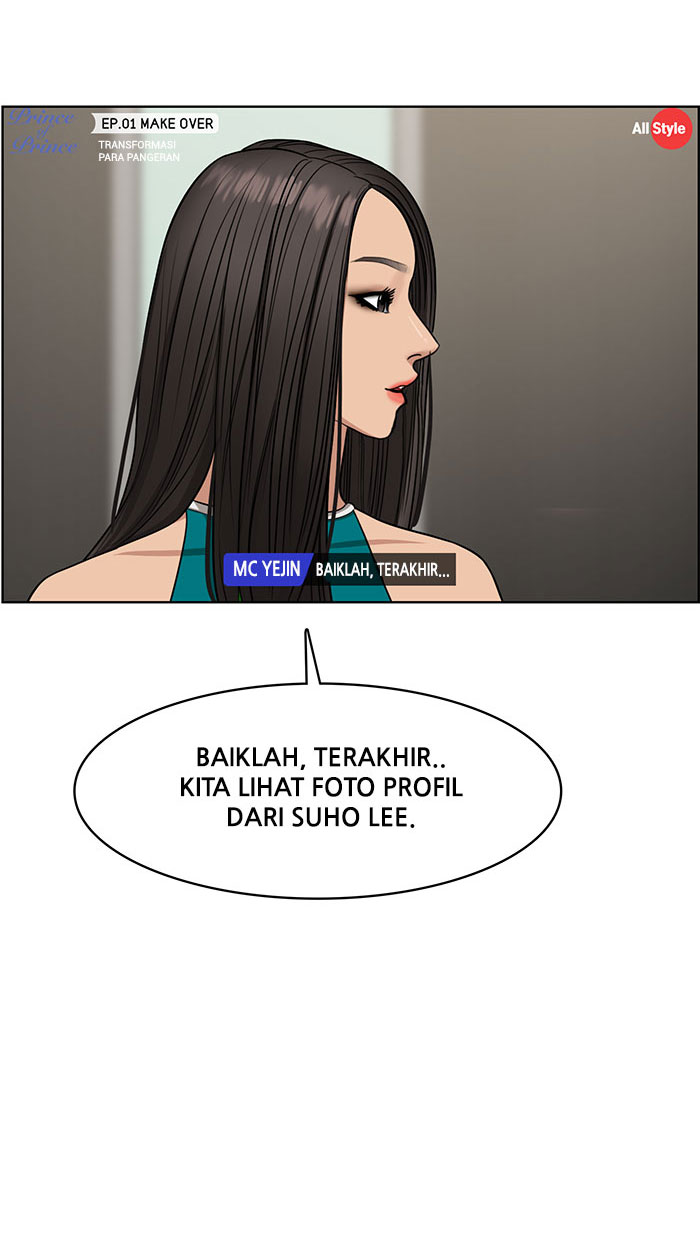 Prince
of
Prince
EP.01 MAKE OVER
TRANSFORMASI
PARA PANGERAN
All Style
MC YEJIN BAIKLAH, TERAKHIR...
BAIKLAH, TERAKHIR..
KITA LIHAT FOTO PROFIL
DARI SUHO LEE.